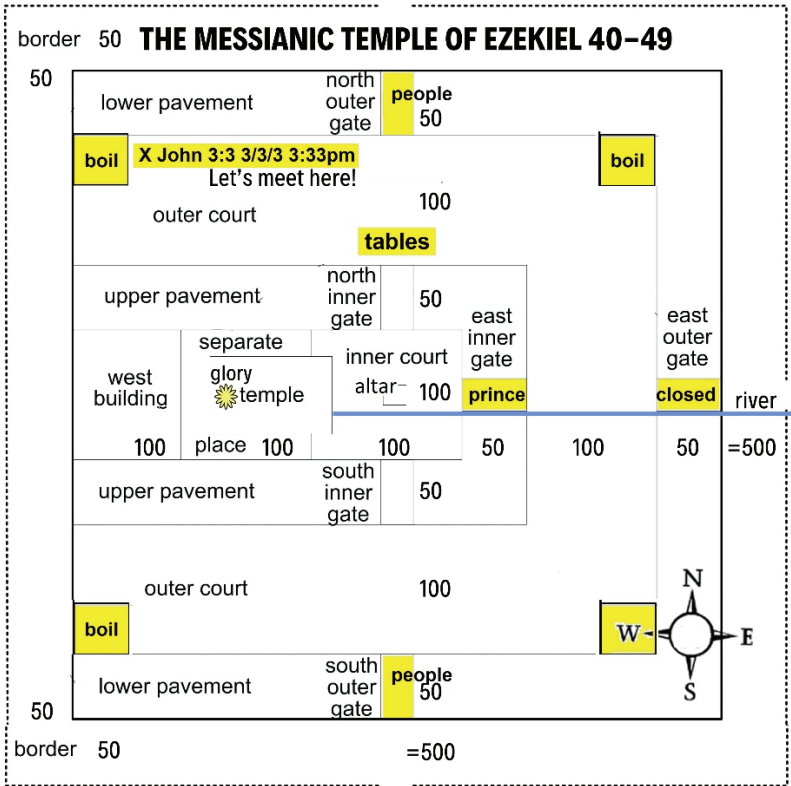 border 50 THE MESSIANIC TEMPLE OF EZEKIEL 40–49
50
lower pavement
north
outer
gate
people
50
boil
X John 3:3 3/3/3 3:33pm
Let's meet here!
boil
outer court
100
tables
upper pavement
north
inner
gate
50
east
inner
gate
east
outer
gate
separate
inner court
west
building
glory
temple
altar
100
prince
closed
river
100
place 100
100
50
100
50
=500
upper pavement
south
inner
gate
50
outer court
100
boil
N
W
E
S
lower pavement
south
outer
gate
people
50
50
border 50
=500